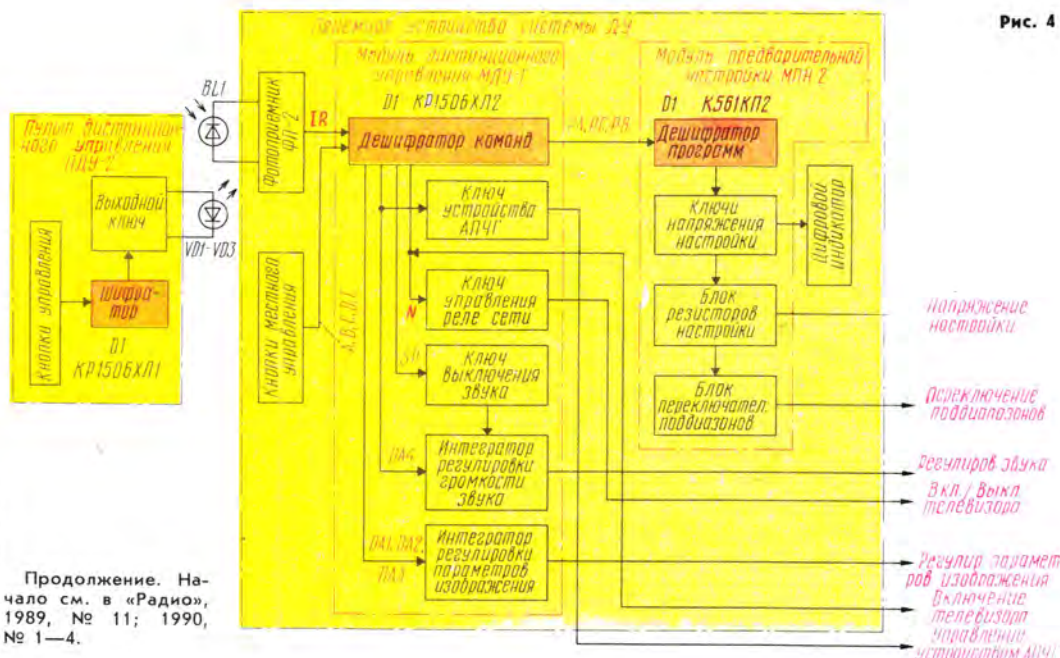 Рис. 4
Приемное устройство системы ДУ
Пульт дистанцион-
ного управления
ПДУ-2
Кнопки управления
Выходной
ключ
Шифра-
тор
D1
КР1506ХЛ1
BL1
VD1-VD3
Фотоприемник
ФП-2
IR
Кнопки местного
управления
Модуль дистанционного
управления МДУ-1
D1 КР1506ХЛ2
Дешифратор команд
Ключ
устройства
АПЧГ
N
Ключ
управления
реле сети
Ключ
выключения
звука
DA4
Интегратор
регулировки
громкости
звука
DA1, DA2,
DA3
Интегратор
регулировки
параметров
изображения
Модуль предварительной
настройки МПН 2
D1 К561КП2
Дешифратор
программ
Ключи
напряжения
настройки
Цифровой
индикатор
Блок
резисторов
настройки
Блок
переключател.
поддиазонов
Напряжение
настройки
Переключение
поддиапазонов
Регулиров. звука
Вкл./Выкл.
телевизора
Регулир парамет
ров изображения
Включение
телевизора
Управление
устройством АПЧГ
Продолжение. На-
чало см. в «Радио»,
1989, № 11; 1990,
№ 1—4.